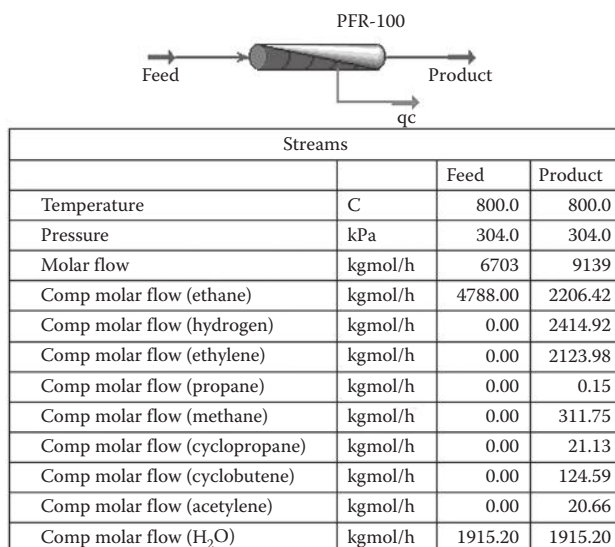 PFR-100
Feed
Product
qc
Streams
Feed Product
Temperature C 800.0 800.0
Pressure kPa 304.0 304.0
Molar flow kgmol/h 6703 9139
Comp molar flow (ethane) kgmol/h 4788.00 2206.42
Comp molar flow (hydrogen) kgmol/h 0.00 2414.92
Comp molar flow (ethylene) kgmol/h 0.00 2123.98
Comp molar flow (propane) kgmol/h 0.00 0.15
Comp molar flow (methane) kgmol/h 0.00 311.75
Comp molar flow (cyclopropane) kgmol/h 0.00 21.13
Comp molar flow (cyclobutene) kgmol/h 0.00 124.59
Comp molar flow (acetylene) kgmol/h 0.00 20.66
Comp molar flow (H₂O) kgmol/h 1915.20 1915.20